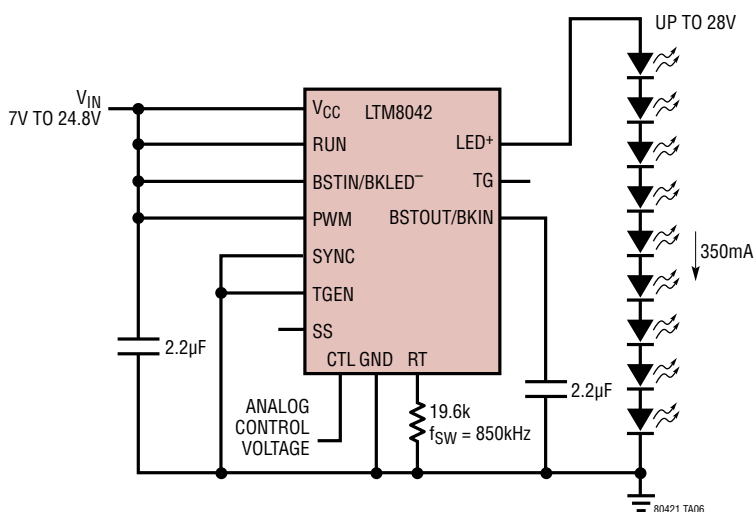 UP TO 28V
VIN
7V TO 24.8V
VCC
LTM8042
RUN
LED+
BSTIN/BKLED–
TG
PWM
BSTOUT/BKIN
SYNC
350mA
TGEN
SS
2.2µF
CTL GND RT
2.2µF
ANALOG
CONTROL
VOLTAGE
19.6k
fSW = 850kHz
80421 TA06